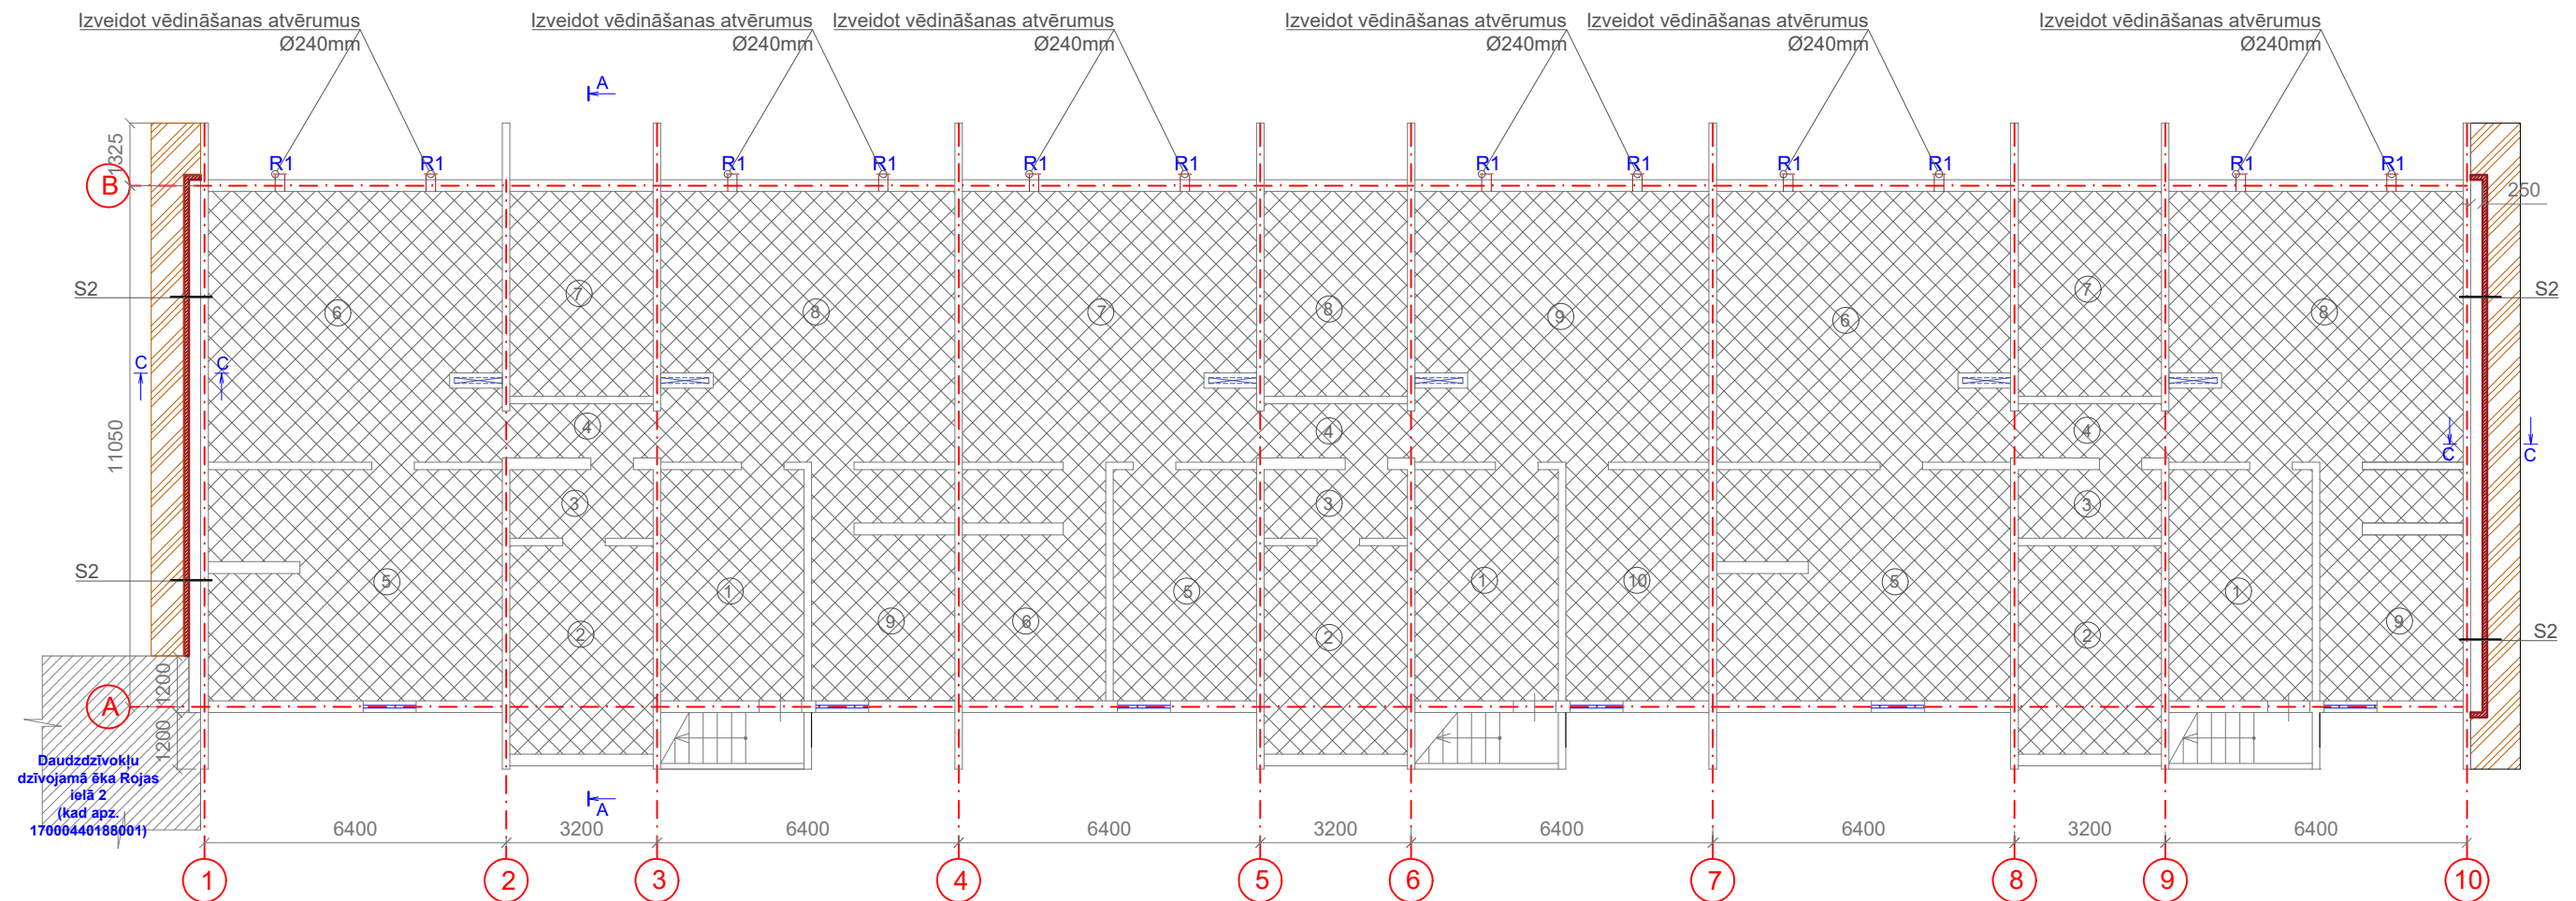 Izveidot vēdināšanas atvērumus Izveidot vēdināšanas atvērumus Izveidot vēdināšanas atvērumus Izveidot vēdināšanas atvērumus Izveidot vēdināšanas atvērumus Izveidot vēdināšanas atvērumus
Ø240mm Ø240mm Ø240mm Ø240mm Ø240mm Ø240mm
A
1325
R1 R1 R1 R1 R1 R1 R1 R1 R1 R1 R1 R1
B
250
S2 S2
6 7 8 7 8 9 6 7 8
C C
4 4 4
11050
C C
3 3 3
S2
5 1 5 1 10 5 1
9 6 9
2 2 2
S2
1200
A
1200
Daudzdzīvokļu
dzīvojamā ēka Rojas
ielā 2
(kad apz.
17000440188001)
A
6400 3200 6400 6400 3200 6400 6400 3200 6400
1 2 3 4 5 6 7 8 9 10